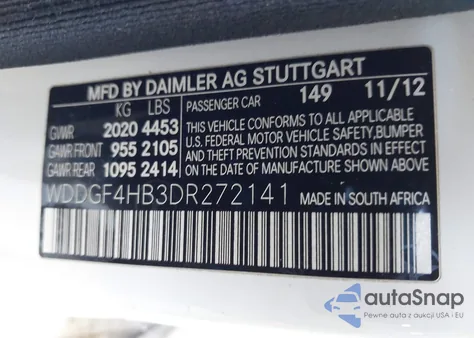 MFD BY DAIMLER AG STUTTGART
KG LBS PASSENGER CAR 149 11/12
GVWR 2020 4453 THIS VEHICLE CONFORMS TO ALL APPLICABLE
U.S. FEDERAL MOTOR VEHICLE SAFETY, BUMPER
GAWR FRONT 955 2105 AND THEFT PREVENTION STANDARDS IN EFFECT
GAWR REAR 1095 2414 ON THE DATE OF MANUFACTURE SHOWN ABOVE.
WDDGF4HB3DR272141 MADE IN SOUTH AFRICA
autoSnap
Pewne auta z aukcji USA i EU